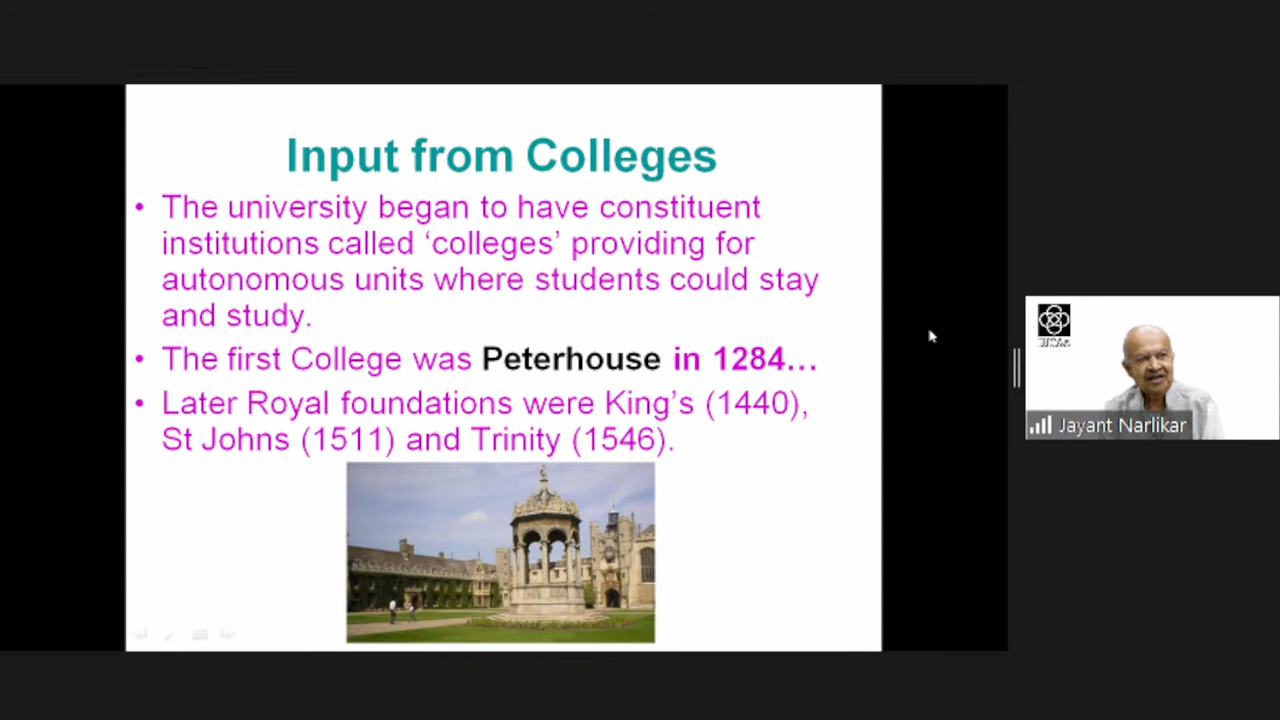 Input from Colleges
• The university began to have constituent
institutions called ‘colleges’ providing for
autonomous units where students could stay
and study.
• The first College was Peterhouse in 1284…
• Later Royal foundations were King’s (1440),
St Johns (1511) and Trinity (1546).
Jayant Narlikar